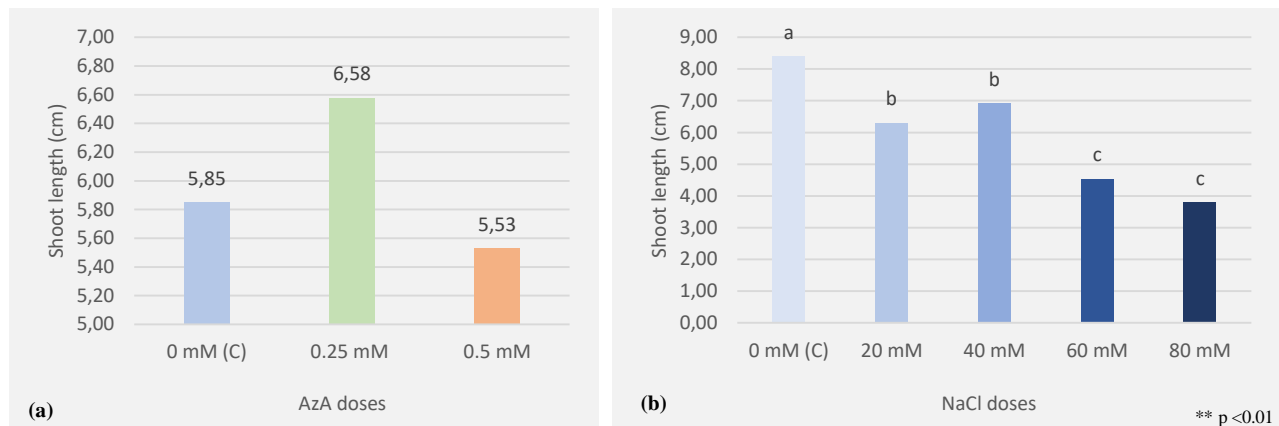 7,00
6,80
6,60
6,40
6,20
6,00
5,80
5,60
5,40
5,20
5,00
Shoot length (cm)
5,85
6,58
5,53
0 mM (C) 0.25 mM 0.5 mM
AzA doses
(a)
9,00
8,00
7,00
6,00
5,00
4,00
3,00
2,00
1,00
0,00
Shoot length (cm)
a
b
b
c
c
0 mM (C) 20 mM 40 mM 60 mM 80 mM
NaCl doses
(b)
** p <0.01